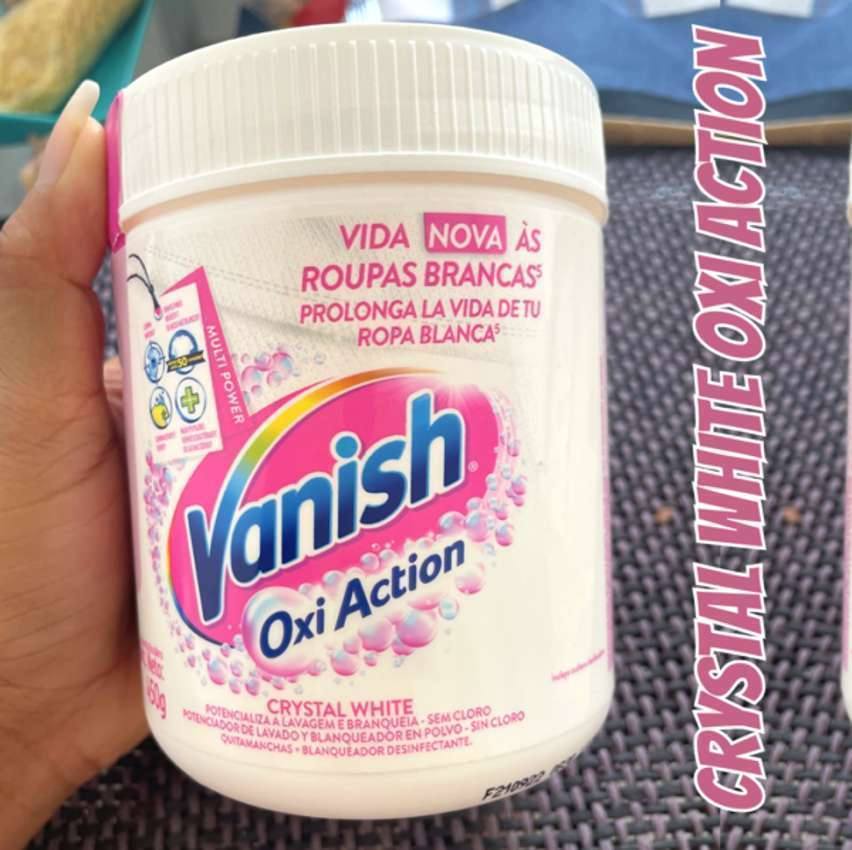 VIDA NOVA ÀS
ROUPAS BRANCAS⁵
PROLONGA LA VIDA DE TU
ROPA BLANCA⁵
MULTI POWER
Vanish®
Oxi Action
CRYSTAL WHITE
POTENCIALIZA A LAVAGEM E BRANQUEIA - SEM CLORO
POTENCIADOR DE LAVADO Y BLANQUEADOR EN POLVO - SIN CLORO
QUITAMANCHAS + BLANQUEADOR DESINFECTANTE.
F210922
CRYSTAL WHITE OXI ACTION